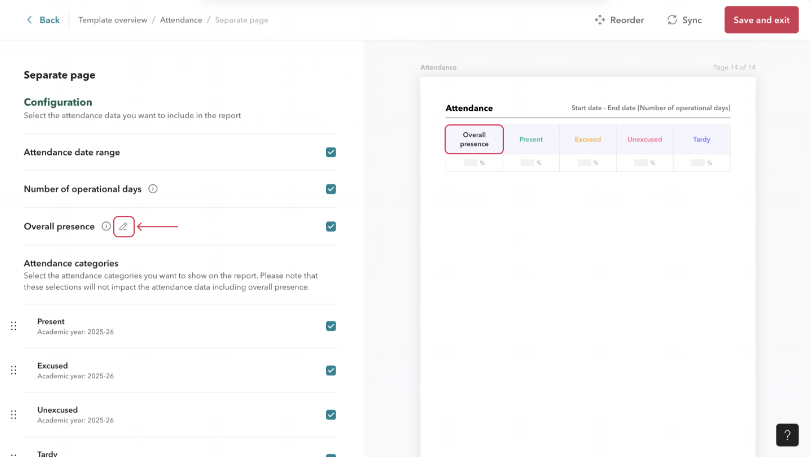 Back
Template overview / Attendance / Separate page
Reorder
Sync
Save and exit
Separate page
Configuration
Select the attendance data you want to include in the report
Attendance date range
Number of operational days
Overall presence
Attendance categories
Select the attendance categories you want to show on the report. Please note that
these selections will not impact the attendance data including overall presence.
Present
Academic year: 2025-26
Excused
Academic year: 2025-26
Unexcused
Academic year: 2025-26
Tardy
Attendance
Page 14 of 14
Attendance
Start date - End date [Number of operational days]
Overall
presence
Present
Excused
Unexcused
Tardy
% % % % %
?